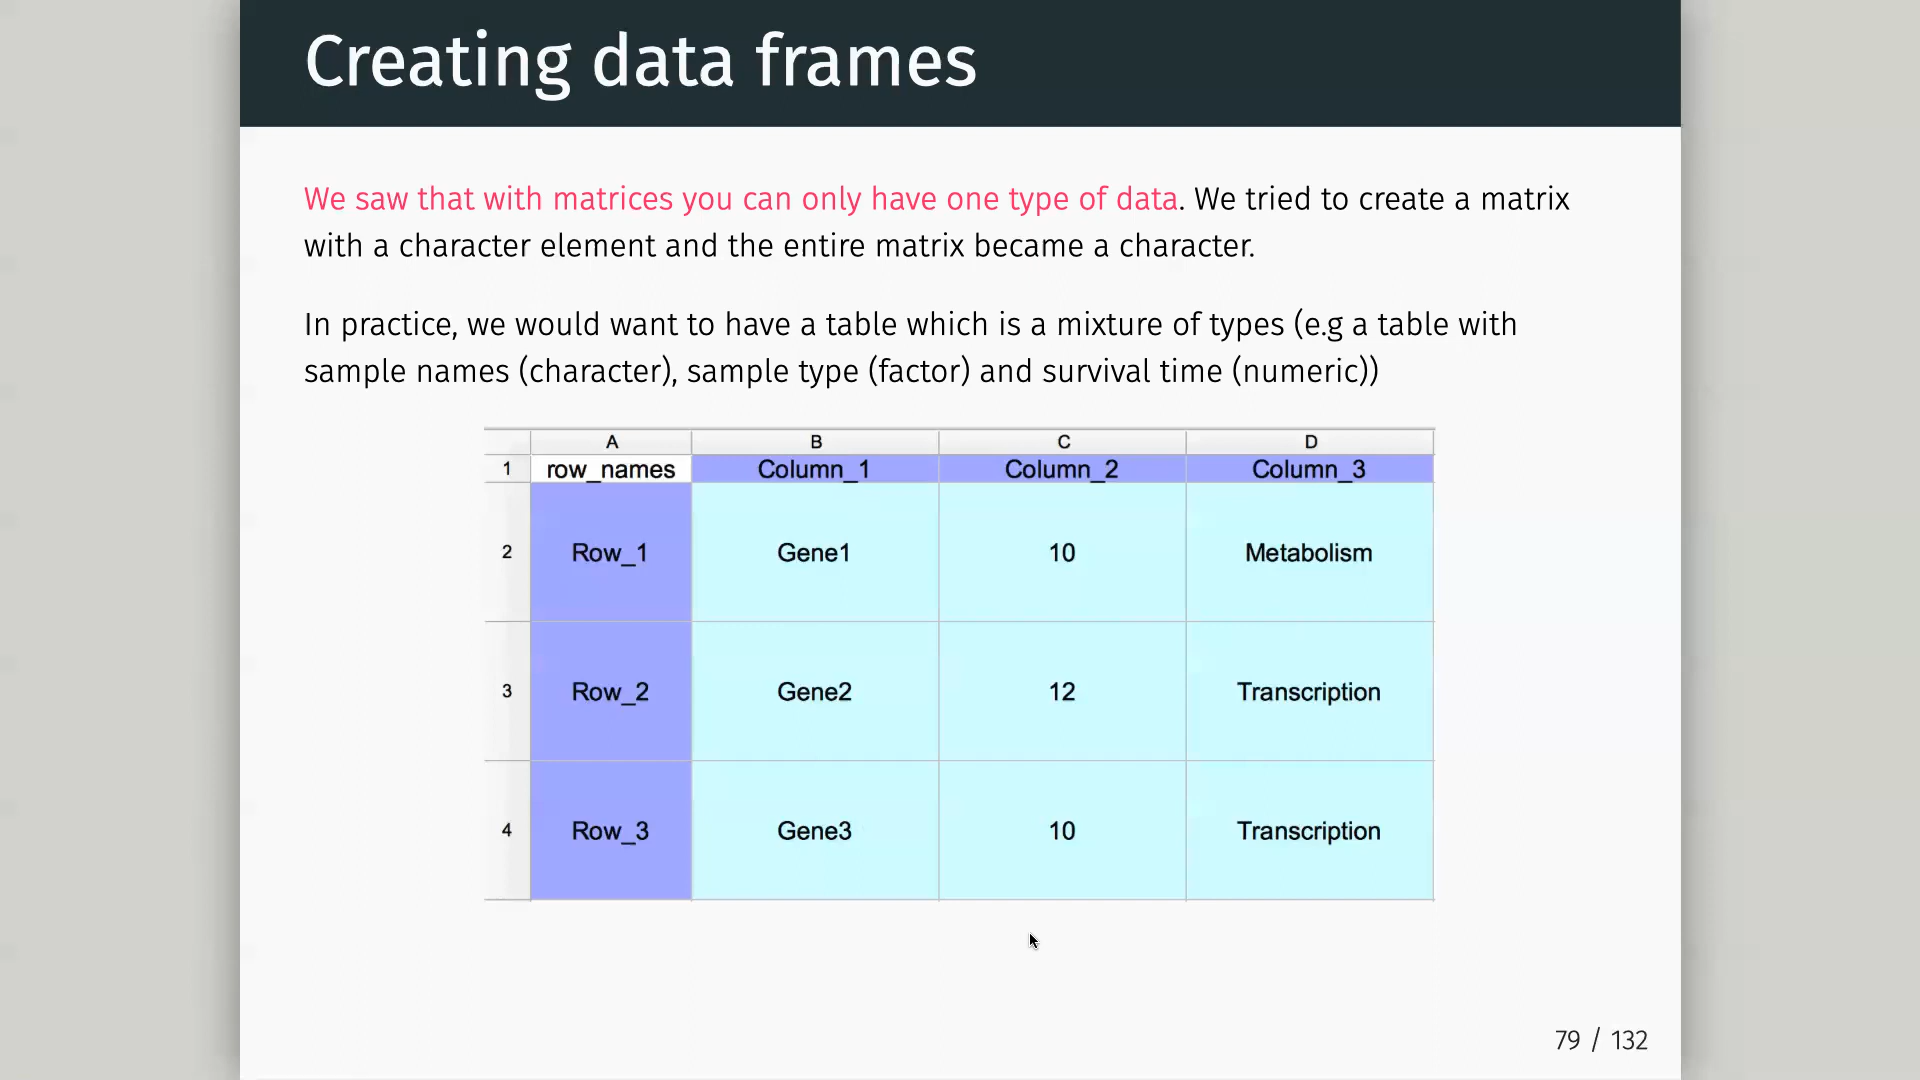 Creating data frames
We saw that with matrices you can only have one type of data. We tried to create a matrix
with a character element and the entire matrix became a character.
In practice, we would want to have a table which is a mixture of types (e.g a table with
sample names (character), sample type (factor) and survival time (numeric))
A B C D
1 row_names Column_1 Column_2 Column_3
2 Row_1 Gene1 10 Metabolism
3 Row_2 Gene2 12 Transcription
4 Row_3 Gene3 10 Transcription
79 / 132